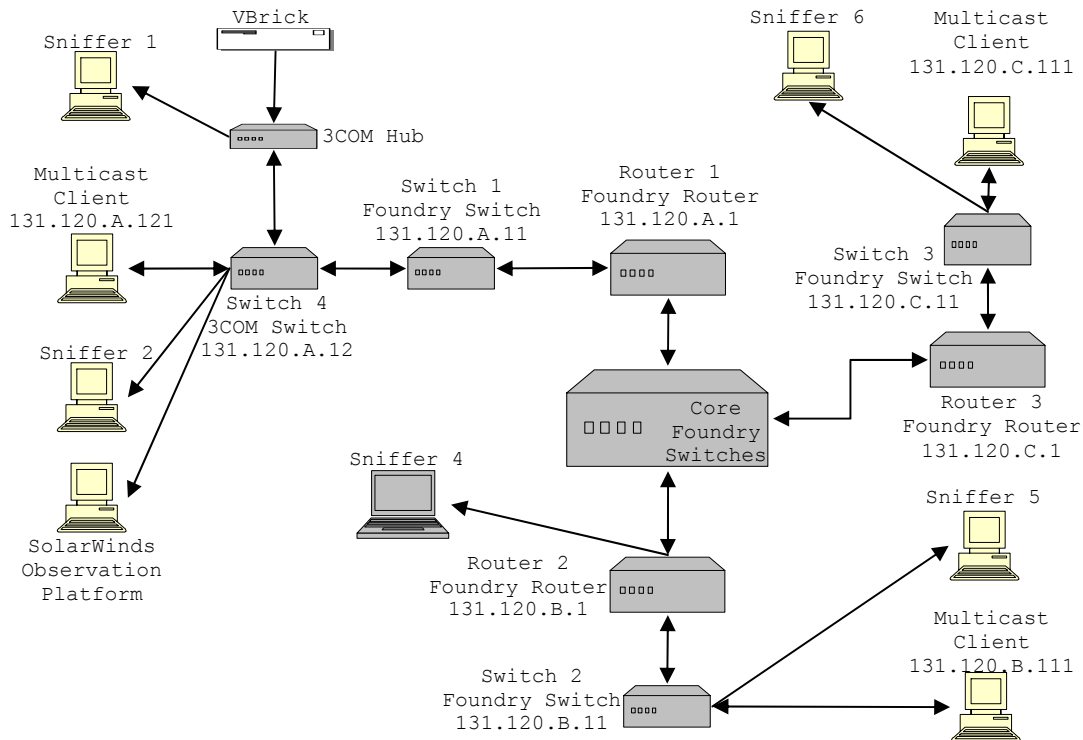 VBrick
Sniffer 1
3COM Hub
Sniffer 6
Multicast
Client
131.120.C.111
Multicast
Client
131.120.A.121
Switch 1
Foundry Switch
131.120.A.11
Router 1
Foundry Router
131.120.A.1
Switch 3
Foundry Switch
131.120.C.11
Switch 4
3COM Switch
131.120.A.12
Sniffer 2
Core
Foundry
Switches
Router 3
Foundry Router
131.120.C.1
SolarWinds
Observation
Platform
Sniffer 4
Sniffer 5
Router 2
Foundry Router
131.120.B.1
Multicast
Client
131.120.B.111
Switch 2
Foundry Switch
131.120.B.11